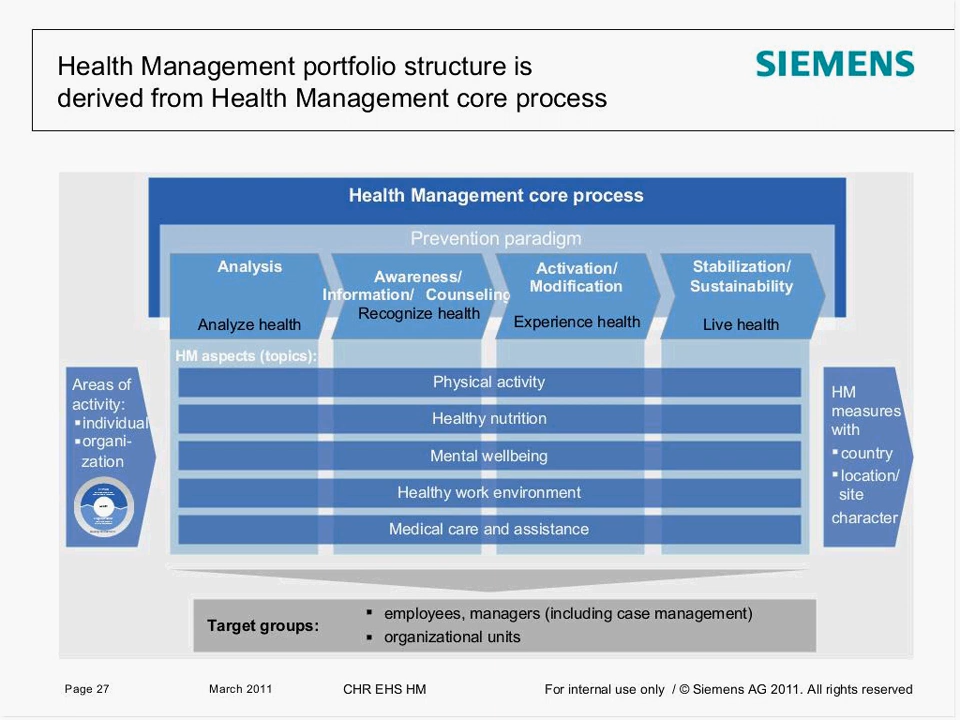 Health Management portfolio structure is
derived from Health Management core process
SIEMENS
Health Management core process
Prevention paradigm
Analysis
Analyze health
Awareness/
Information/ Counseling
Recognize health
Activation/
Modification
Experience health
Stabilization/
Sustainability
Live health
HM aspects (topics):
Physical activity
Healthy nutrition
Mental wellbeing
Healthy work environment
Medical care and assistance
Areas of
activity:
▪individual
▪organi-
zation
HM
measures
with
▪ country
▪ location/
site
character
Target groups:
▪ employees, managers (including case management)
▪ organizational units
Page 27
March 2011
CHR EHS HM
For internal use only / © Siemens AG 2011. All rights reserved